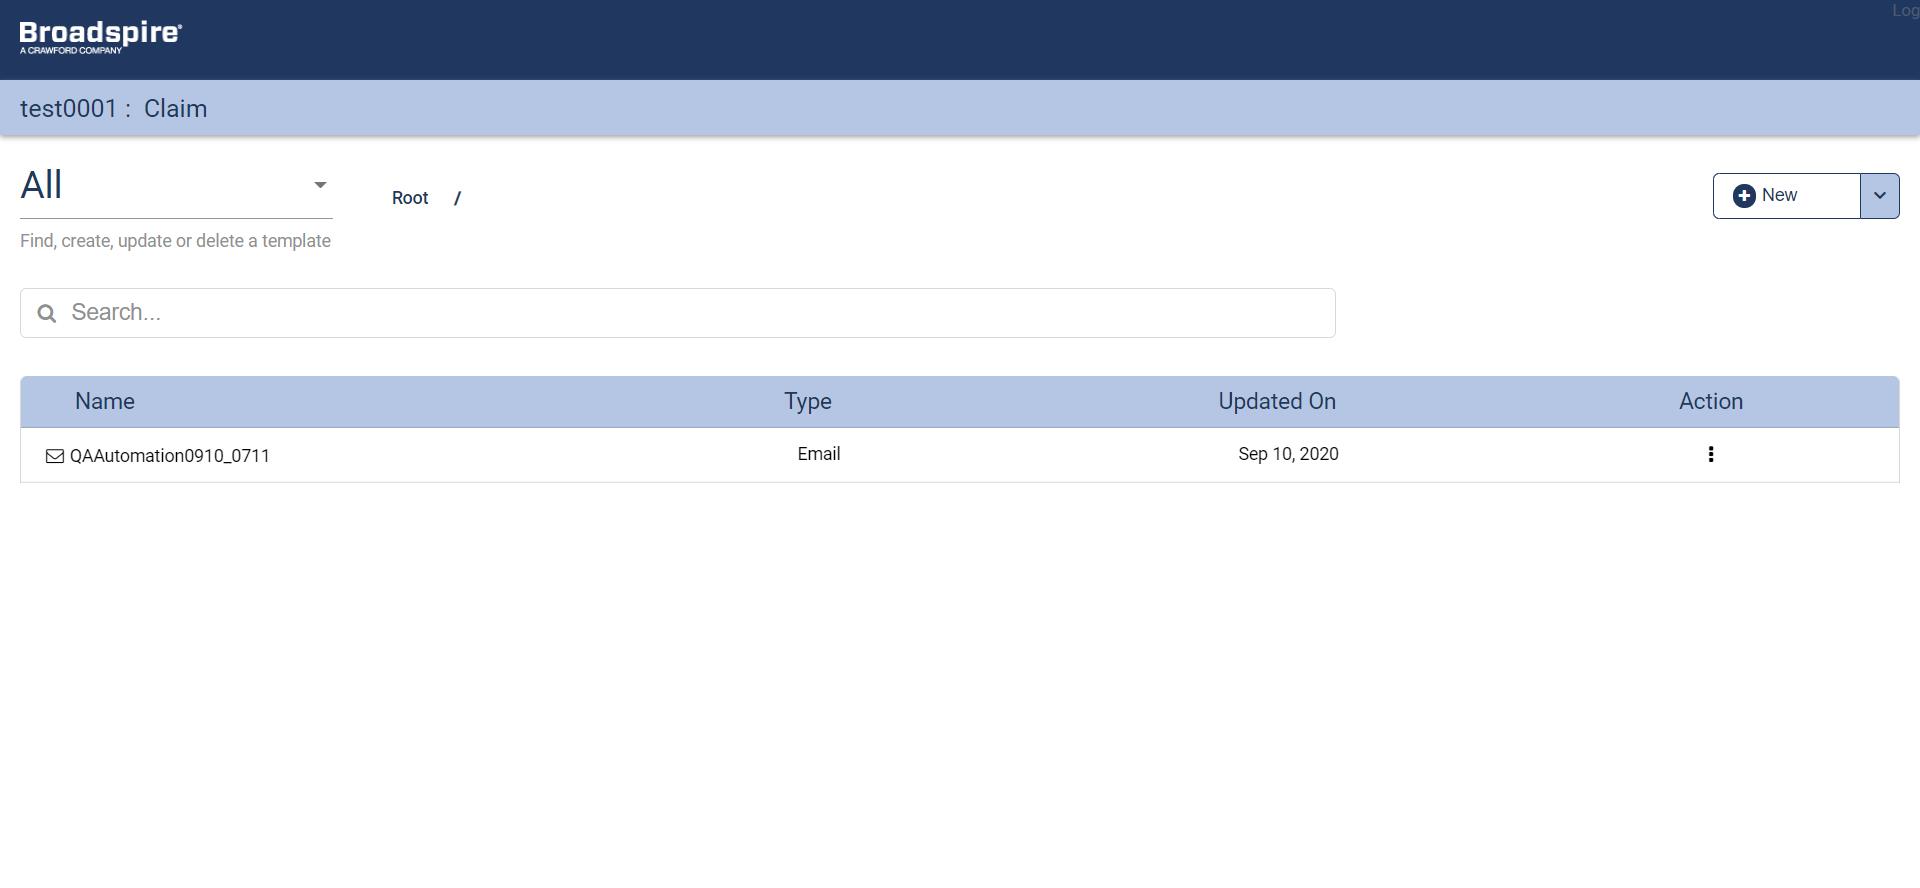 Log
Broadspire®
A CRAWFORD COMPANY
test0001 : Claim
All
Root /
New
Find, create, update or delete a template
Search...
Name Type Updated On Action
QAAutomation0910_0711 Email Sep 10, 2020